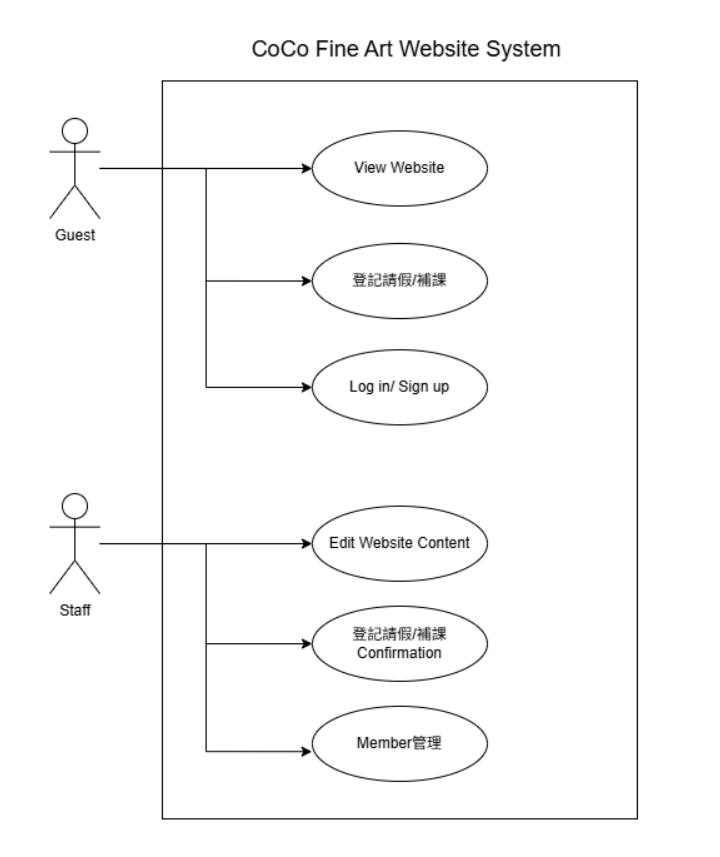 CoCo Fine Art Website System
View Website
Guest
登記請假/補課
Log in/ Sign up
Edit Website Content
Staff
登記請假/補課
Confirmation
Member管理